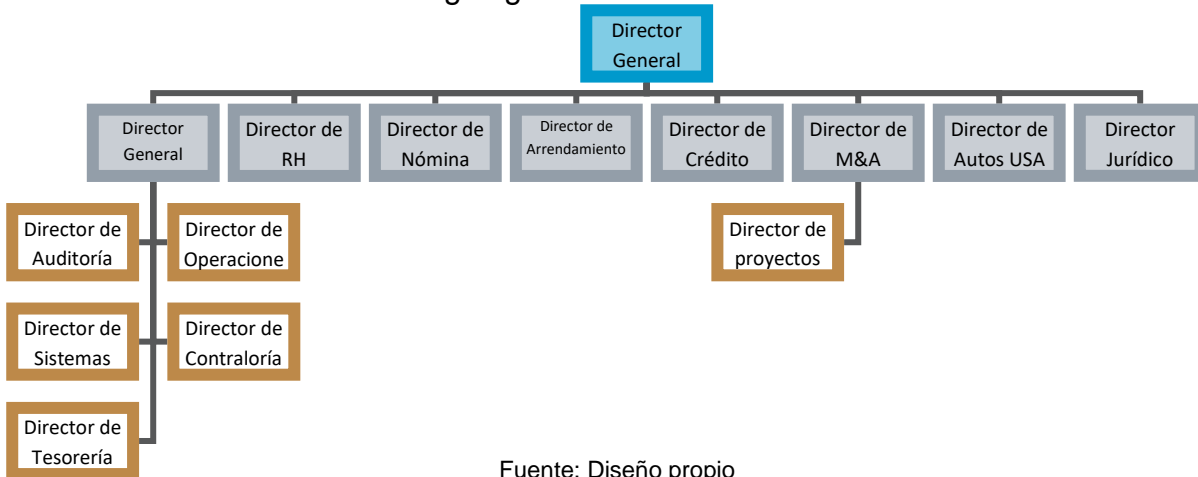 Director
General
Director
General
Director de
RH
Director de
Nómina
Director de
Arrendamiento
Director de
Crédito
Director de
M&A
Director de
Autos USA
Director
Jurídico
Director de
Auditoría
Director de
Operacione
Director de
proyectos
Director de
Sistemas
Director de
Contraloría
Director de
Tesorería
Fuente: Diseño propio